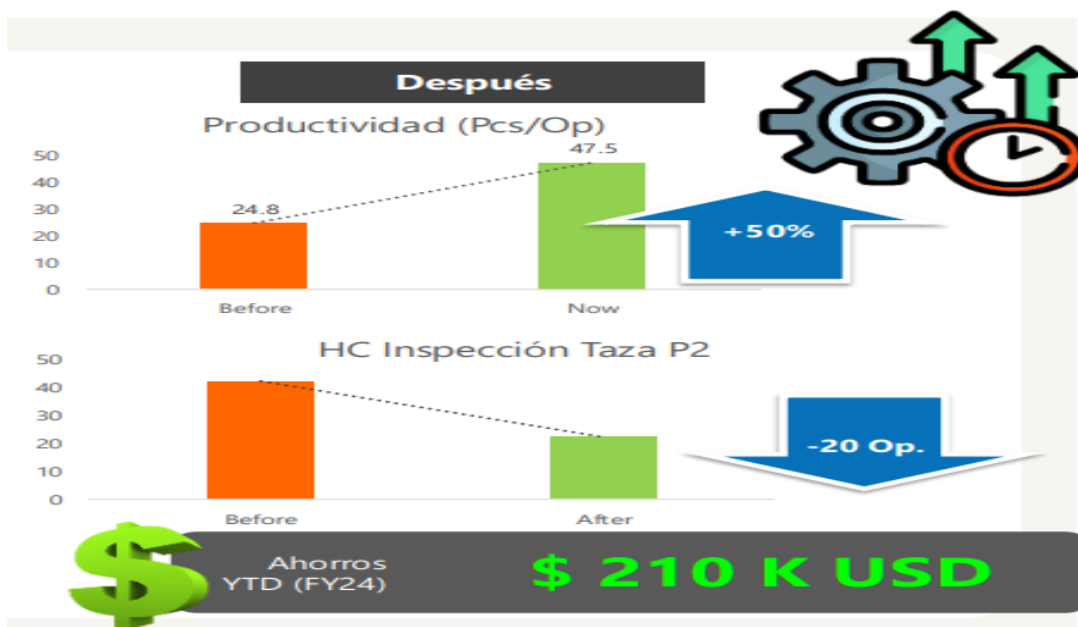 Después
Productividad (Pcs/Op)
50
40
30
20
10
0
24.8
47.5
Before
Now
+50%
HC Inspección Taza P2
50
40
30
20
10
0
Before
After
-20 Op.
$
Ahorros
YTD (FY24)
$ 210 K USD